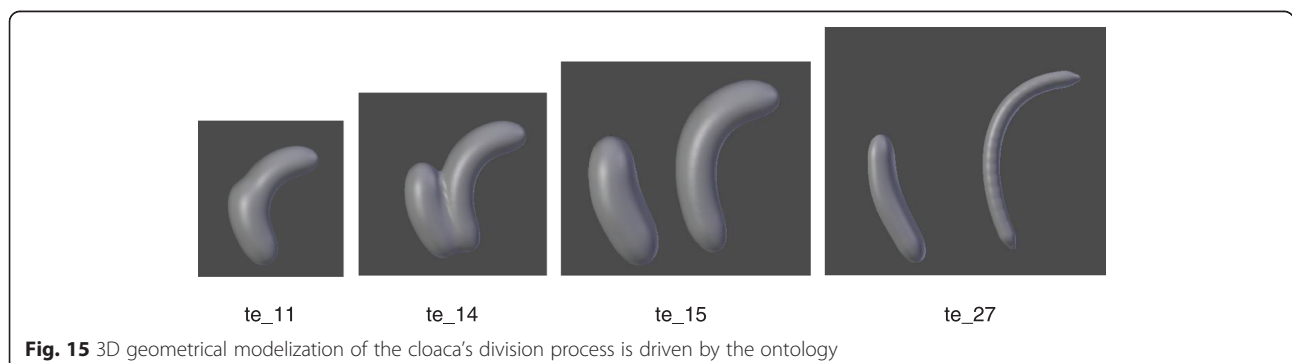 te_11 te_14 te_15 te_27
Fig. 15 3D geometrical modelization of the cloaca's division process is driven by the ontology